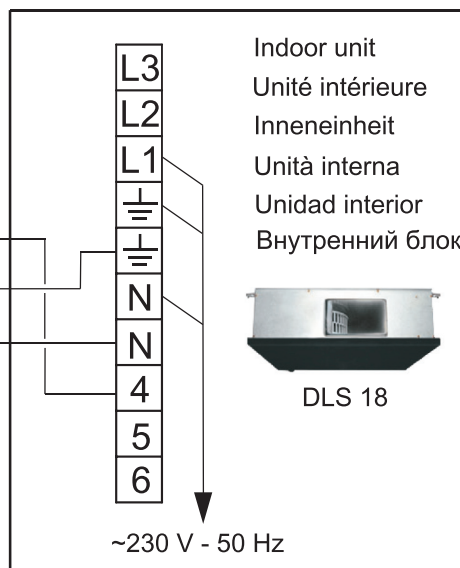 L3
L2
L1
N
N
4
5
6
Indoor unit
Unité intérieure
Inneneinheit
Unità interna
Unidad interior
Внутренний блок
DLS 18
~230 V - 50 Hz